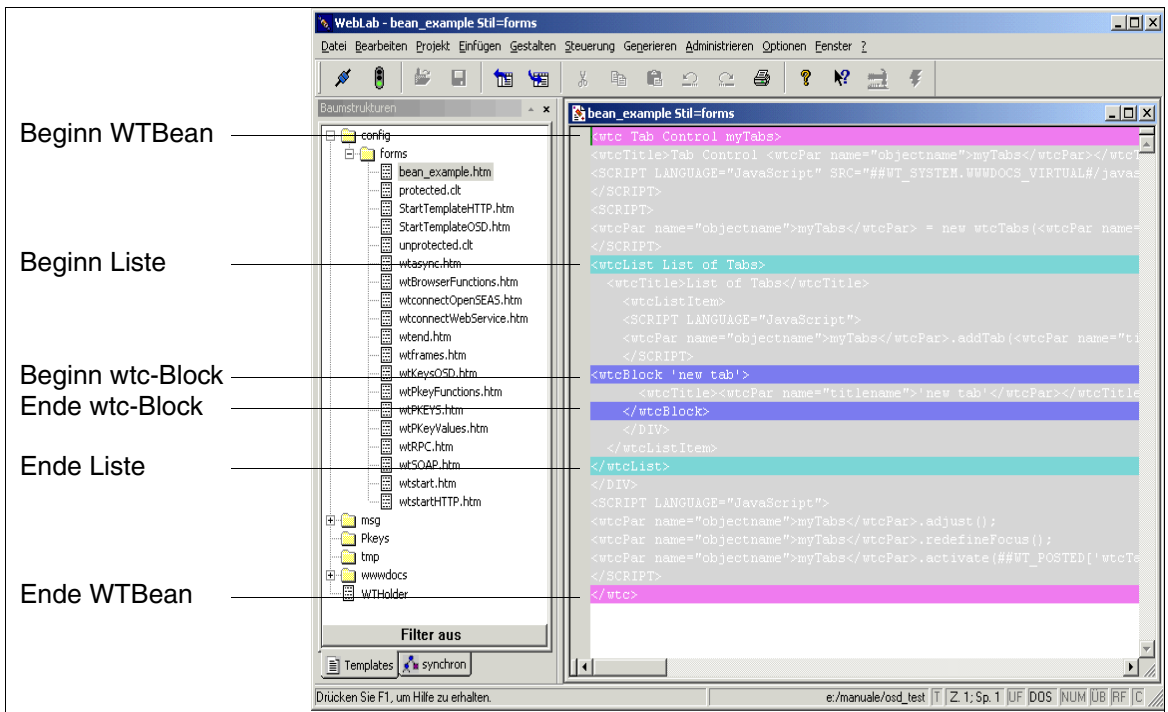 WebLab - bean_example Stil=forms
Datei Bearbeiten Projekt Einfügen Gestalten Steuerung Generieren Administrieren Optionen Fenster ?
Baumstrukturen
bean_example Stil=forms
Beginn WTBean
Beginn Liste
Beginn wtc-Block
Ende wtc-Block
Ende Liste
Ende WTBean
config
forms
bean_example.htm
protected.clt
StartTemplateHTTP.htm
StartTemplateOSD.htm
unprotected.clt
wtasync.htm
wtBrowserFunctions.htm
wtconnectOpenSEAS.htm
wtconnectWebService.htm
wtend.htm
wtframes.htm
wtKeysOSD.htm
wtPkeyFunctions.htm
wtPKEYS.htm
wtPKeyValues.htm
wtRPC.htm
wtSOAP.htm
wtstart.htm
wtstartHTTP.htm
msg
Pkeys
tmp
wwwdocs
WTHolder
Filter aus
Templates synchron
<wtc Tab Control myTabs>
<wtcTitle>Tab Control <wtcPar name="objectname">myTabs</wtcPar></wtcT
<SCRIPT LANGUAGE="JavaScript" SRC="##WT_SYSTEM.WWWDOCS_VIRTUAL#/javas
</SCRIPT>
<SCRIPT>
<wtcPar name="objectname">myTabs</wtcPar> = new wtcTabs(<wtcPar name=
</SCRIPT>
<wtcList List of Tabs>
<wtcTitle>List of Tabs</wtcTitle>
<wtcListItem>
<SCRIPT LANGUAGE="JavaScript">
<wtcPar name="objectname">myTabs</wtcPar>.addTab(<wtcPar name="ti
</SCRIPT>
<wtcBlock 'new tab'>
<wtcTitle><wtcPar name="titlename">'new tab'</wtcPar></wtcTitle
</wtcBlock>
</DIV>
</wtcListItem>
</wtcList>
</DIV>
<SCRIPT LANGUAGE="JavaScript">
<wtcPar name="objectname">myTabs</wtcPar>.adjust();
<wtcPar name="objectname">myTabs</wtcPar>.redefineFocus();
<wtcPar name="objectname">myTabs</wtcPar>.activate(##WT_POSTED['wtcTa
</SCRIPT>
</wtc>
Drücken Sie F1, um Hilfe zu erhalten. e:/manuale/osd_test T Z. 1; Sp. 1 UF DOS NUM ÜB RF C